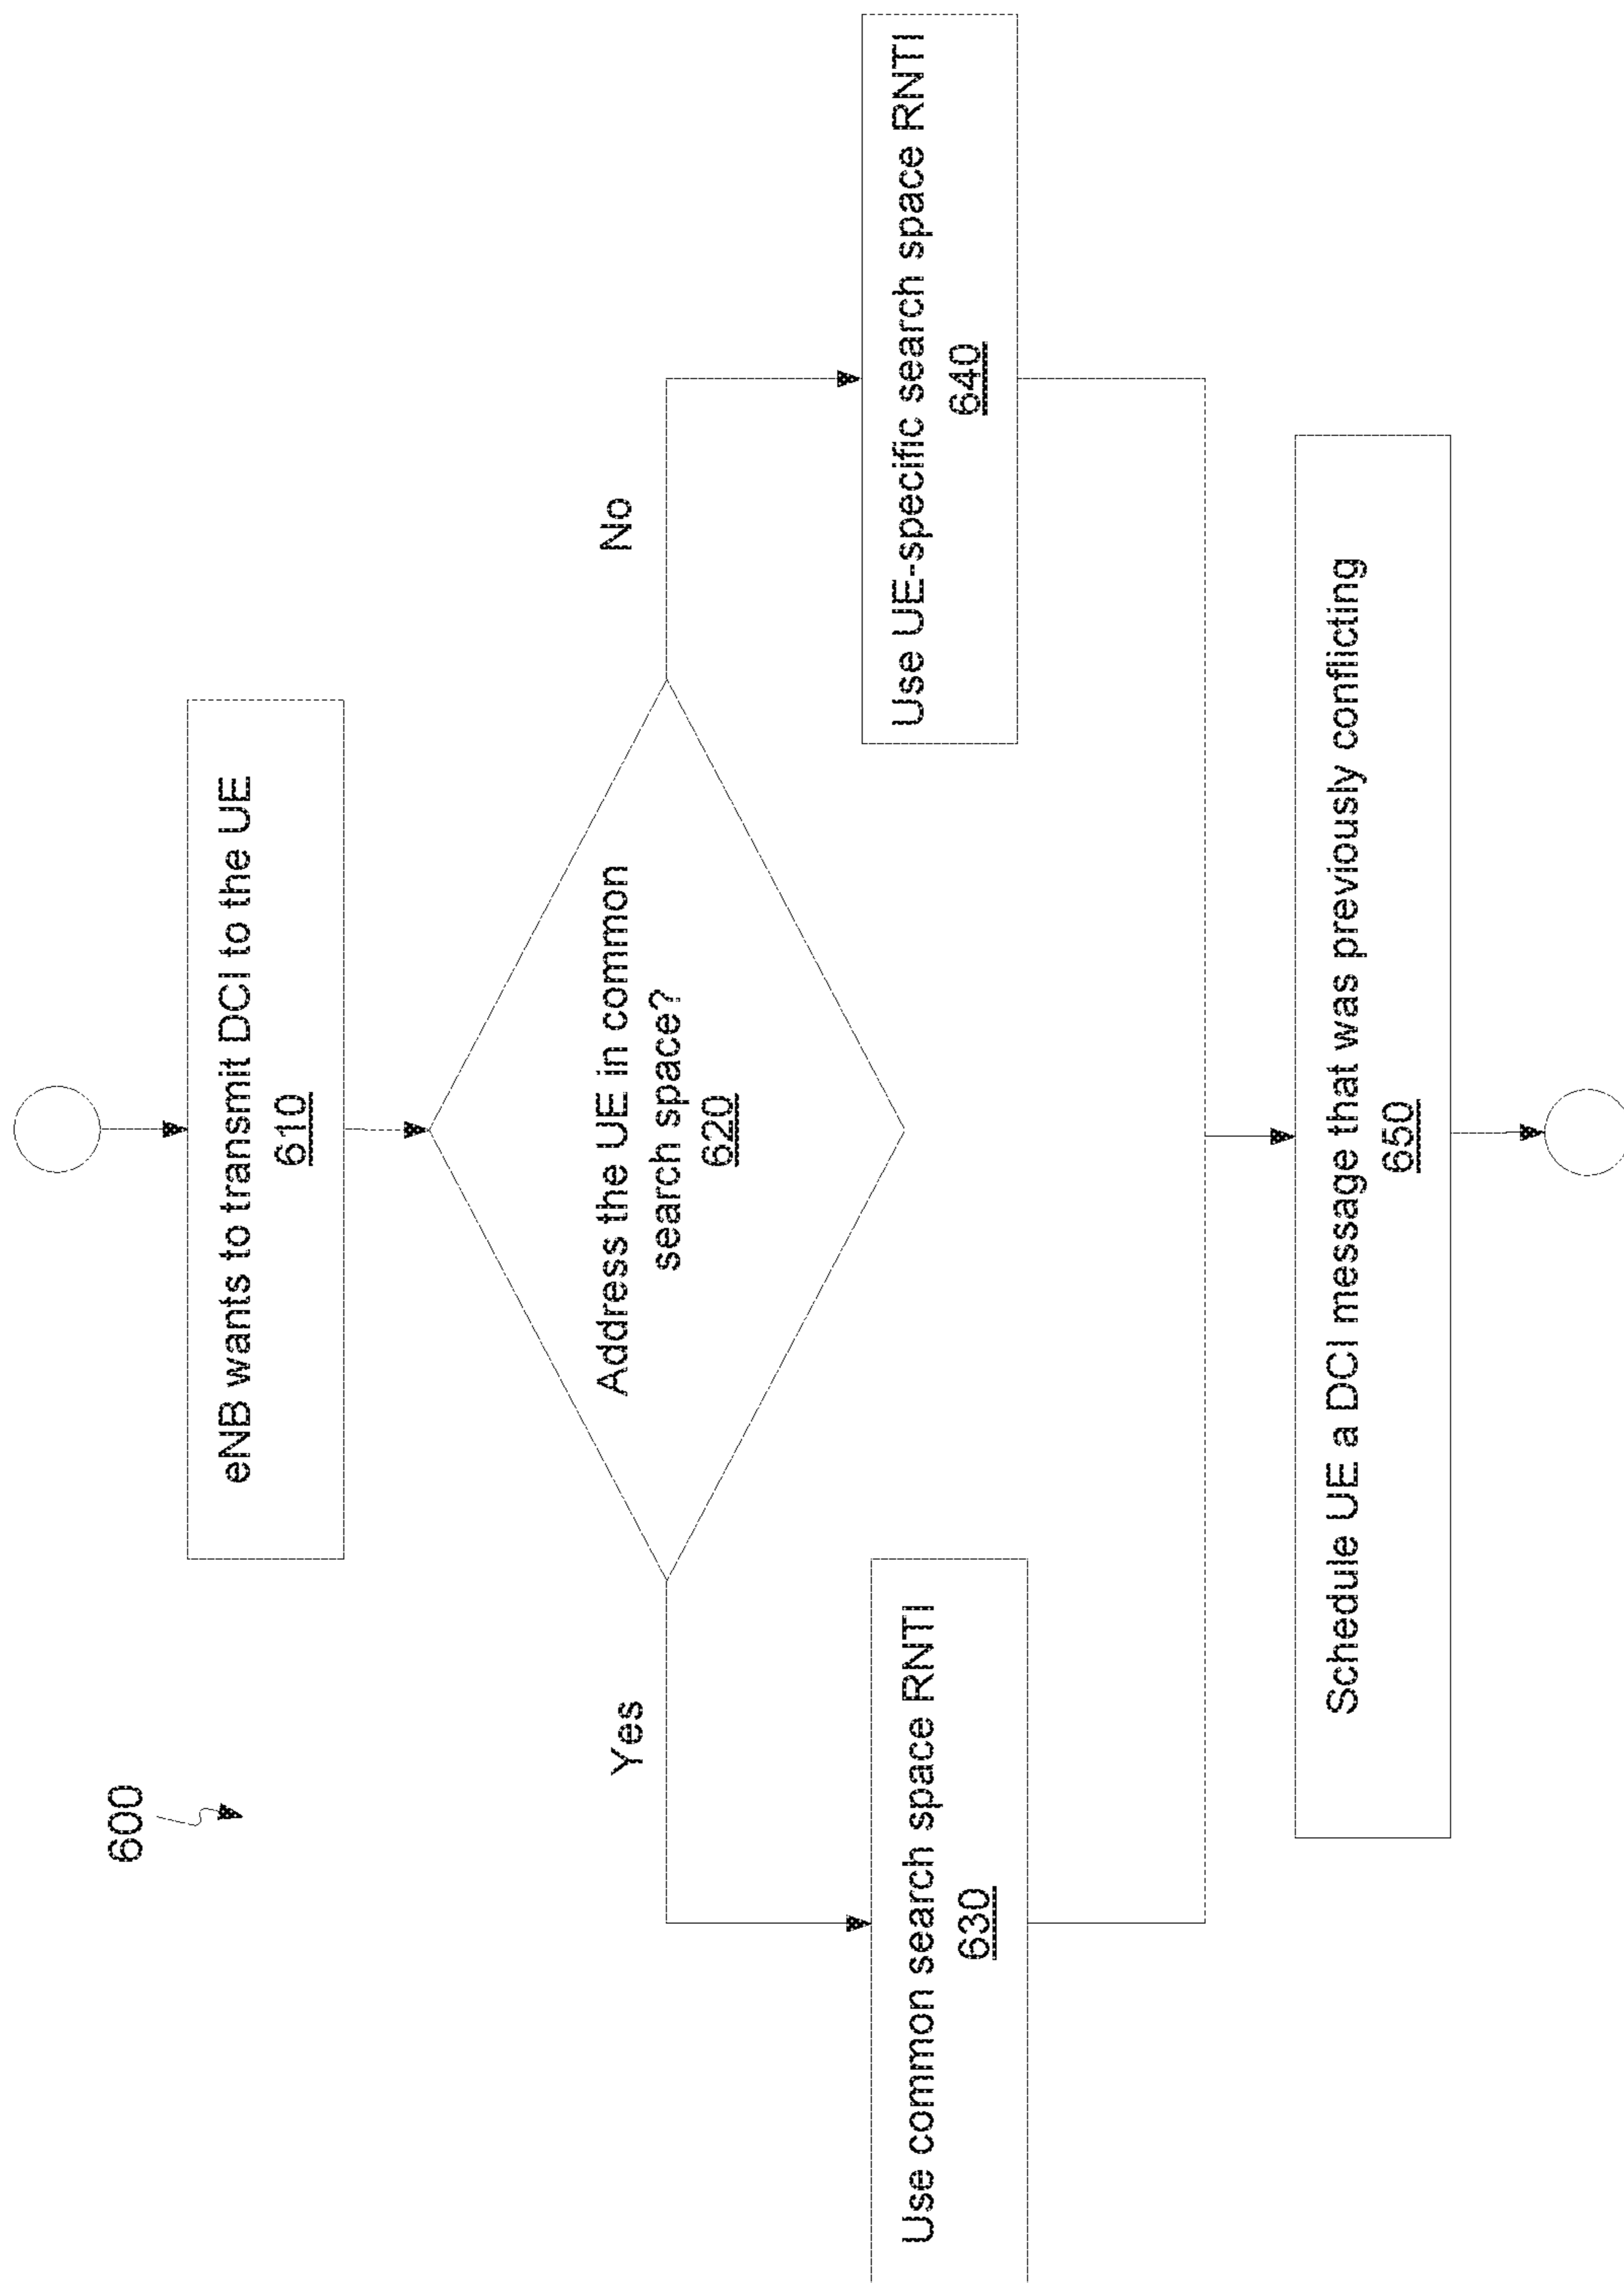 600
eNB wants to transmit DCI to the UE
610
Address the UE in common
search space?
620
Yes
No
Use common search space RNTI
630
Use UE-specific search space RNTI
640
Schedule UE a DCI message that was previously conflicting
650